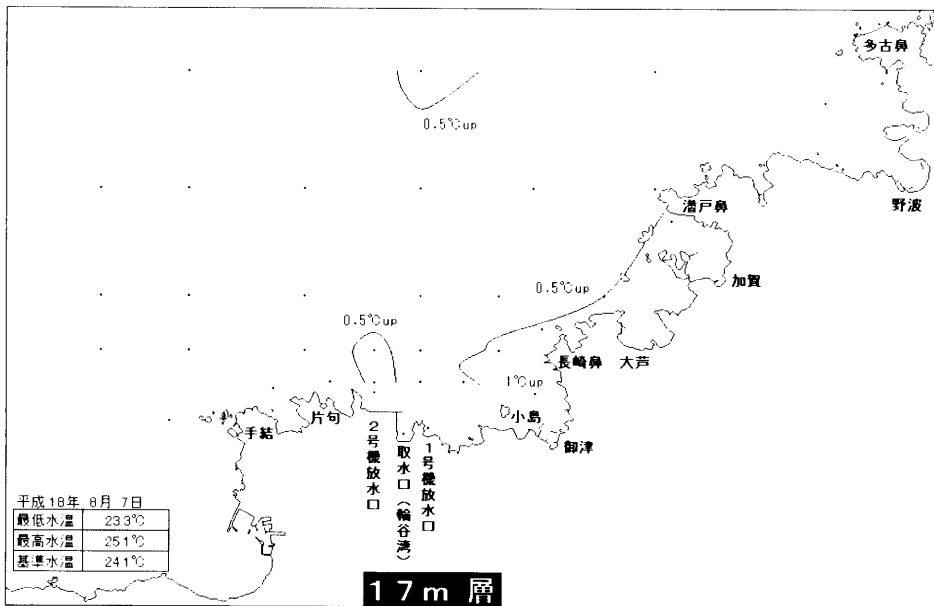 多古鼻
0.5℃up
野波
潜戸鼻
加賀
0.5℃up
0.5℃up
長崎鼻
大芦
1℃up
小島
片句
手結
御津
2号機放水口
取水口(輪谷湾)
1号機放水口
平成18年 8月 7日
最低水温 23.3℃
最高水温 25.1℃
基準水温 24.1℃
17m 層